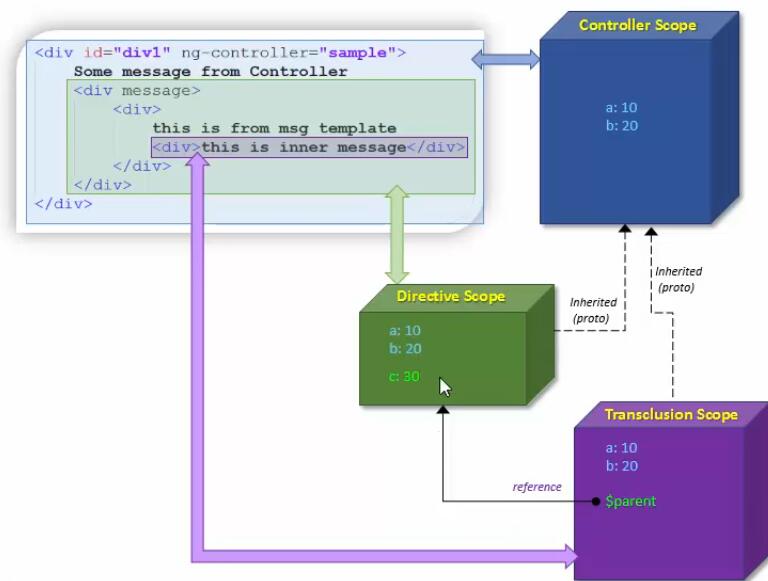 <div id="div1" ng-controller="sample">
Some message from Controller
<div message>
<div>
this is from msg template
<div>this is inner message</div>
</div>
</div>
</div>
Controller Scope
a: 10
b: 20
Directive Scope
a: 10
b: 20
c: 30
Inherited
(proto)
Inherited
(proto)
Transclusion Scope
a: 10
b: 20
$parent
reference